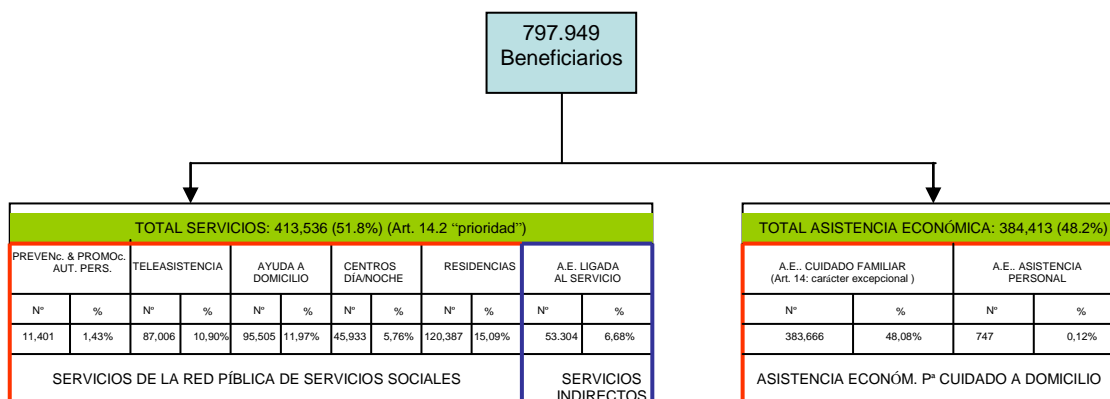 797.949
Beneficiarios
TOTAL SERVICIOS: 413,536 (51.8%) (Art. 14.2 “prioridad”)
PREVENc. & PROMOc.
AUT. PERS.
TELEASISTENCIA
AYUDA A
DOMICILIO
CENTROS
DÍA/NOCHE
RESIDENCIAS
A.E. LIGADA
AL SERVICIO
Nº % Nº % Nº % Nº % Nº % Nº %
11,401 1,43% 87,006 10,90% 95,505 11,97% 45,933 5,76% 120,387 15,09% 53.304 6,68%
SERVICIOS DE LA RED PÍBLICA DE SERVICIOS SOCIALES
SERVICIOS
INDIRECTOS
TOTAL ASISTENCIA ECONÓMICA: 384,413 (48.2%)
A.E.. CUIDADO FAMILIAR
(Art. 14: carácter excepcional )
A.E.. ASISTENCIA
PERSONAL
Nº % Nº %
383,666 48,08% 747 0,12%
ASISTENCIA ECONÓM. Pª CUIDADO A DOMICILIO